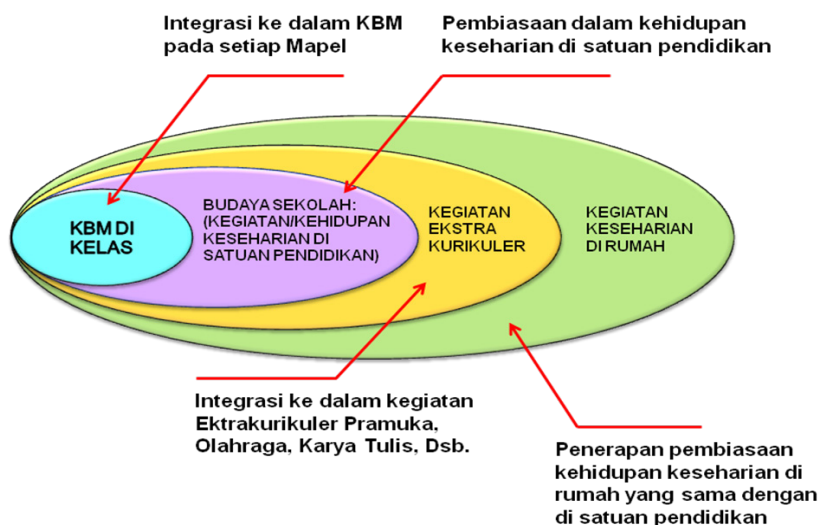 Integrasi ke dalam KBM
pada setiap Mapel
Pembiasaan dalam kehidupan
keseharian di satuan pendidikan
KBM DI
KELAS
BUDAYA SEKOLAH:
(KEGIATAN/KEHIDUPAN
KESEHARIAN DI
SATUAN PENDIDIKAN)
KEGIATAN
EKSTRA
KURIKULER
KEGIATAN
KESEHARIAN
DI RUMAH
Integrasi ke dalam kegiatan
Ektrakurikuler Pramuka,
Olahraga, Karya Tulis, Dsb.
Penerapan pembiasaan
kehidupan keseharian di
rumah yang sama dengan
di satuan pendidikan